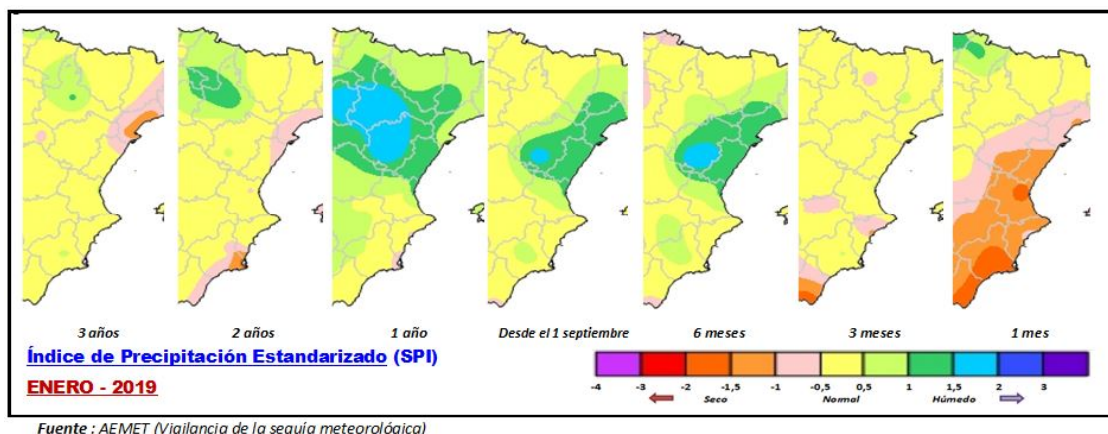 3 años 2 años 1 año Desde el 1 septiembre 6 meses 3 meses 1 mes
Índice de Precipitación Estandarizado (SPI)
ENERO - 2019
-4 -3 -2 -1,5 -1 -0,5 0,5 1 1,5 2 3
Seco Normal Húmedo
Fuente : AEMET (Vigilancia de la sequía meteorológica)